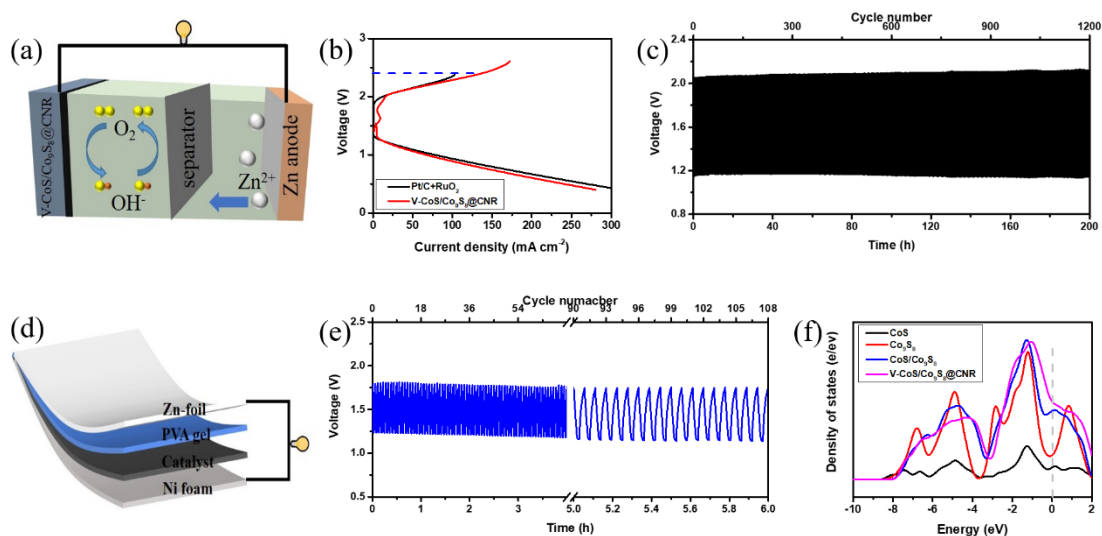 (a)
V-CoS/Co₉S₈@CNR
O₂
OH⁻
separator
Zn²⁺
Zn anode
(b)
Voltage (V)
3
2
1
0
0 50 100 150 200 250 300
Current density (mA cm⁻²)
Pt/C+RuO₂
V-CoS/Co₉S₈@CNR
(c)
Cycle number
0 300 600 900 1200
Voltage (V)
2.4
2.0
1.6
1.2
0.8
0 40 80 120 160 200
Time (h)
(d)
Zn-foil
PVA gel
Catalyst
Ni foam
(e)
Cycle numacber
0 18 36 54 90 93 96 99 102 105 108
Voltage (V)
2.5
2.0
1.5
1.0
0.5
0 1 2 3 5.0 5.2 5.4 5.6 5.8 6.0
Time (h)
(f)
Density of states (e/ev)
CoS
Co₉S₈
CoS/Co₉S₈
V-CoS/Co₉S₈@CNR
-10 -8 -6 -4 -2 0 2
Energy (eV)